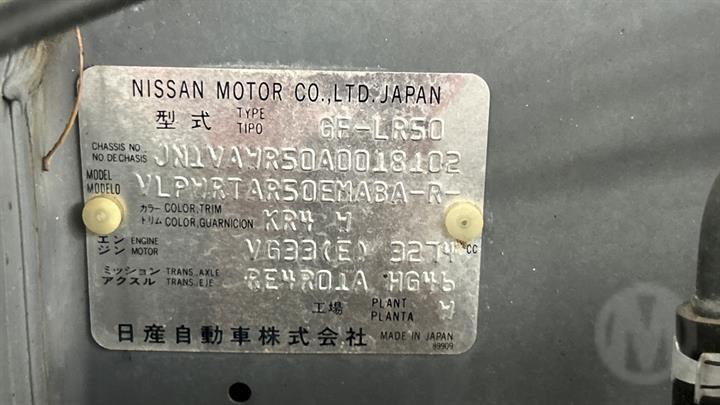 NISSAN MOTOR CO.,LTD.JAPAN
型式 TYPE TIPO GF-LR50
CHASSIS NO. NO DE CHASIS JN1VAWR50A0018102
MODEL MODELO VLPWRTAR50EMABA-R-
カラー COLOR,TRIM
トリム COLOR,GUARNICION KR4 W
エン ENGINE
ジン MOTOR VG33(E) 3274 CC
ミッション TRANS.,AXLE
アクスル TRANS.,EJE RE4R01A HG46
工場 PLANT PLANTA W
日産自動車株式会社 MADE IN JAPAN
89909
M